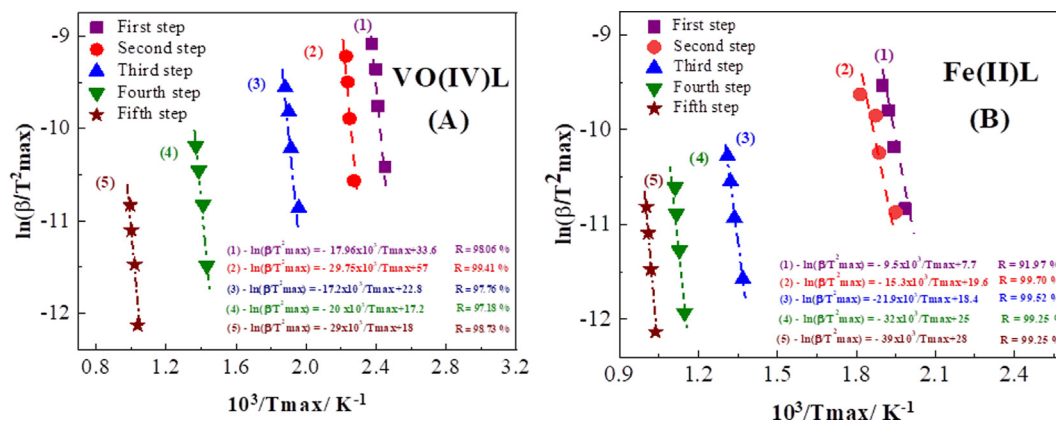 First step
Second step
Third step
Fourth step
Fifth step
VO(IV)L
(A)
(1)
(2)
(3)
(4)
(5)
(1) - ln(β/T²max) = - 17.96x10³/Tmax+33.6 R = 98.06 %
(2) - ln(β/T²max) = - 29.75x10³/Tmax+57 R = 99.41 %
(3) - ln(β/T²max) = -17.2x10³/Tmax+22.8 R = 97.76 %
(4) - ln(β/T²max) = - 20 x10³/Tmax+17.2 R = 97.18 %
(5) - ln(β/T²max) = - 29x10³/Tmax+18 R = 98.73 %
ln(β/T²max)
-9
-10
-11
-12
0.8 1.2 1.6 2.0 2.4 2.8 3.2
10³/Tmax/ K⁻¹
First step
Second step
Third step
Fourth step
Fifth step
Fe(II)L
(B)
(1)
(2)
(3)
(4)
(5)
(1) - ln(β/T²max) = - 9.5x10³/Tmax+7.7 R = 91.97 %
(2) - ln(β/T²max) = - 15.3x10³/Tmax+19.6 R = 99.70 %
(3) - ln(β/T²max) = -21.9x10³/Tmax+18.4 R = 99.52 %
(4) - ln(β/T²max) = - 32x10³/Tmax+25 R = 99.25 %
(5) - ln(β/T²max) = - 39x10³/Tmax+28 R = 99.25 %
ln(β/T²max)
-9
-10
-11
-12
0.9 1.2 1.5 1.8 2.1 2.4
10³/Tmax/ K⁻¹